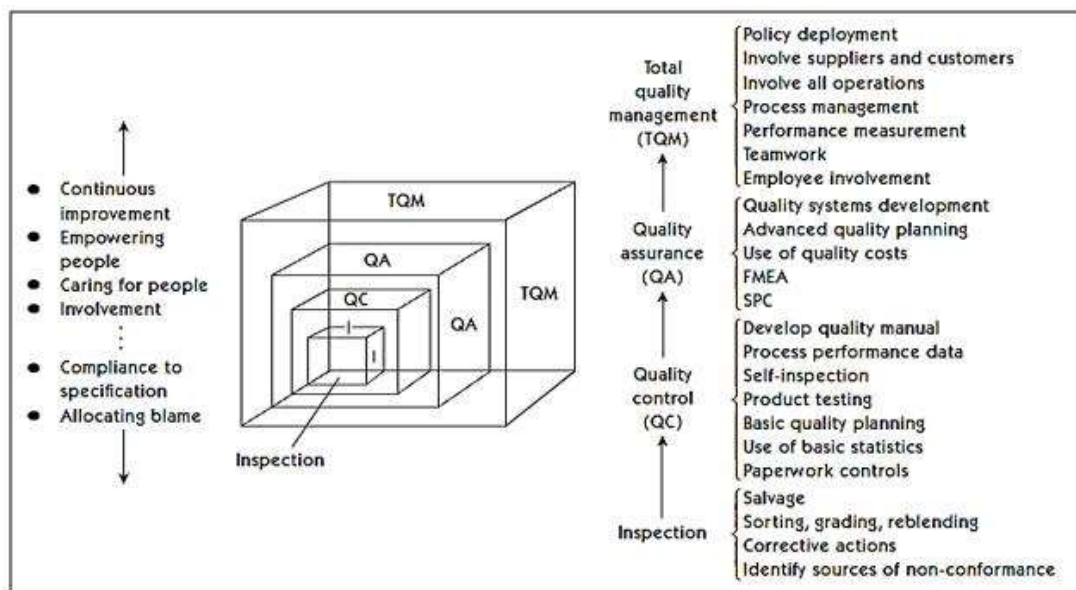 Continuous
improvement
Empowering
people
Caring for people
Involvement
Compliance to
specification
Allocating blame
TQM
QA
QC
I
I
QA
TQM
Inspection
Total
quality
management
(TQM)
Policy deployment
Involve suppliers and customers
Involve all operations
Process management
Performance measurement
Teamwork
Employee involvement
Quality
assurance
(QA)
Quality systems development
Advanced quality planning
Use of quality costs
FMEA
SPC
Quality
control
(QC)
Develop quality manual
Process performance data
Self-inspection
Product testing
Basic quality planning
Use of basic statistics
Paperwork controls
Inspection
Salvage
Sorting, grading, reblending
Corrective actions
Identify sources of non-conformance